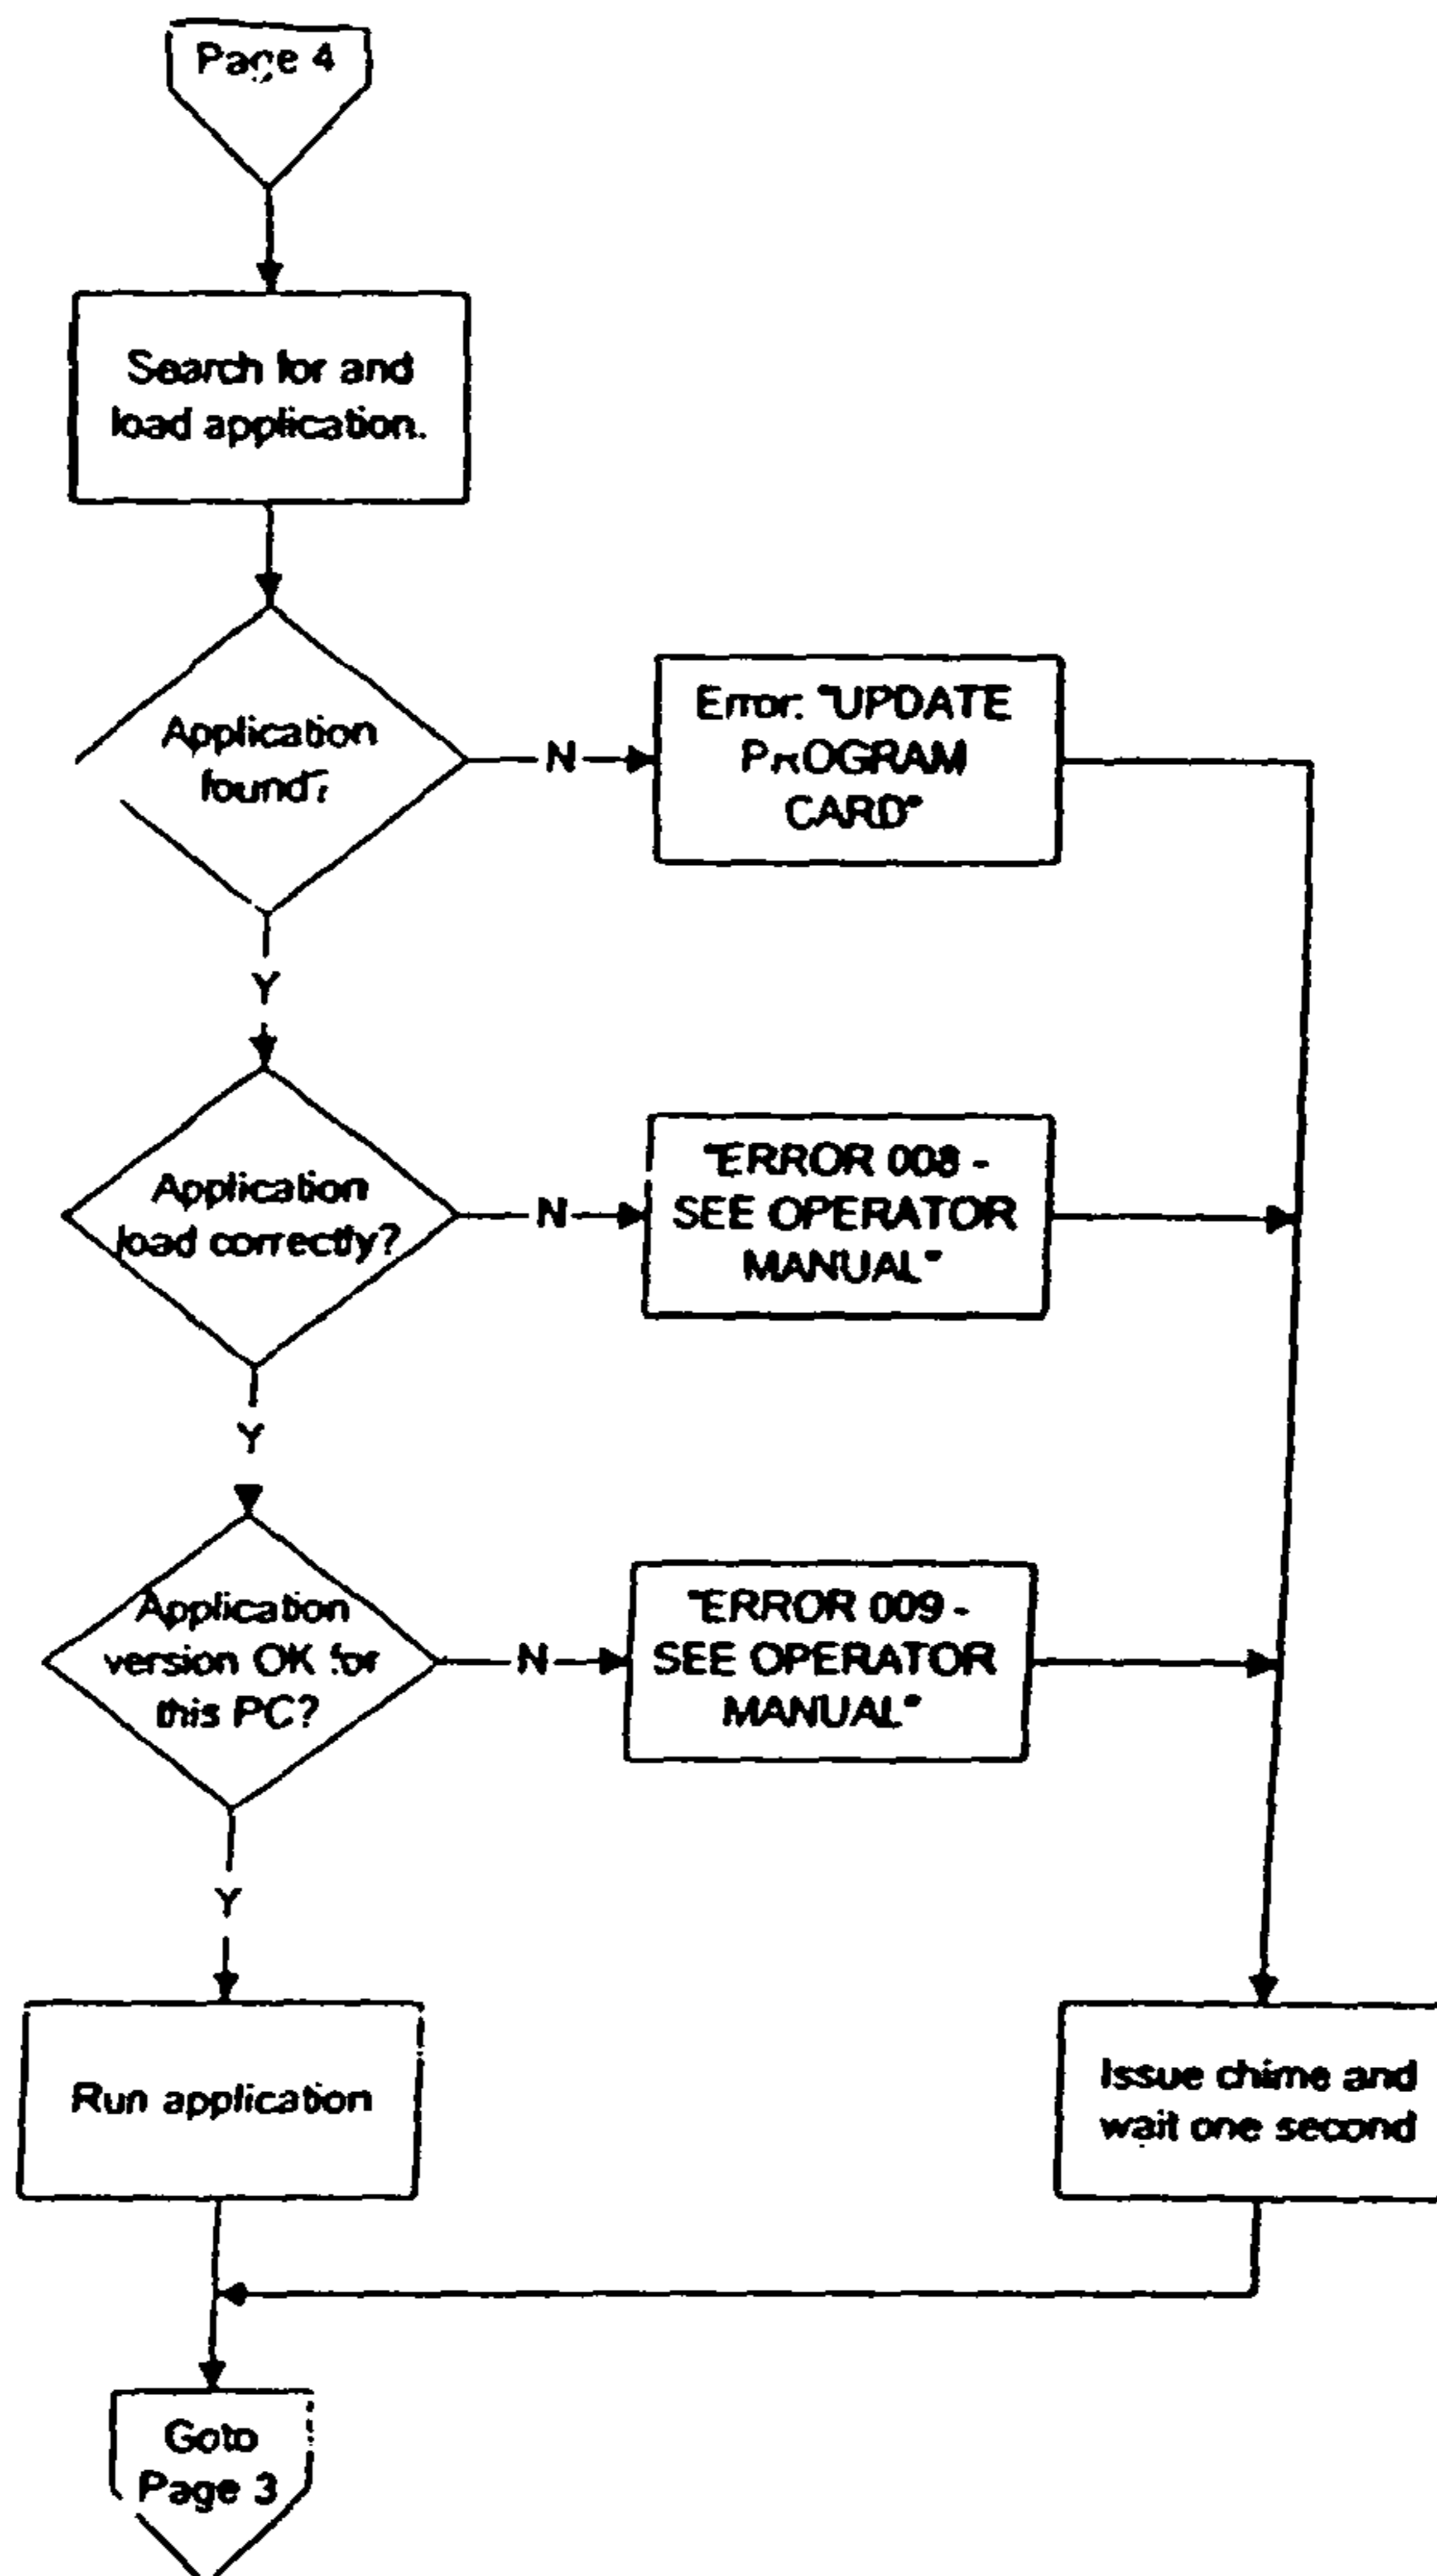 Page 4
Search for and
load application.
Application
found?
N
Error: "UPDATE
PROGRAM
CARD"
Y
Application
load correctly?
N
"ERROR 008 -
SEE OPERATOR
MANUAL"
Y
Application
version OK for
this PC?
N
"ERROR 009 -
SEE OPERATOR
MANUAL"
Y
Run application
Issue chime and
wait one second
Goto
Page 3